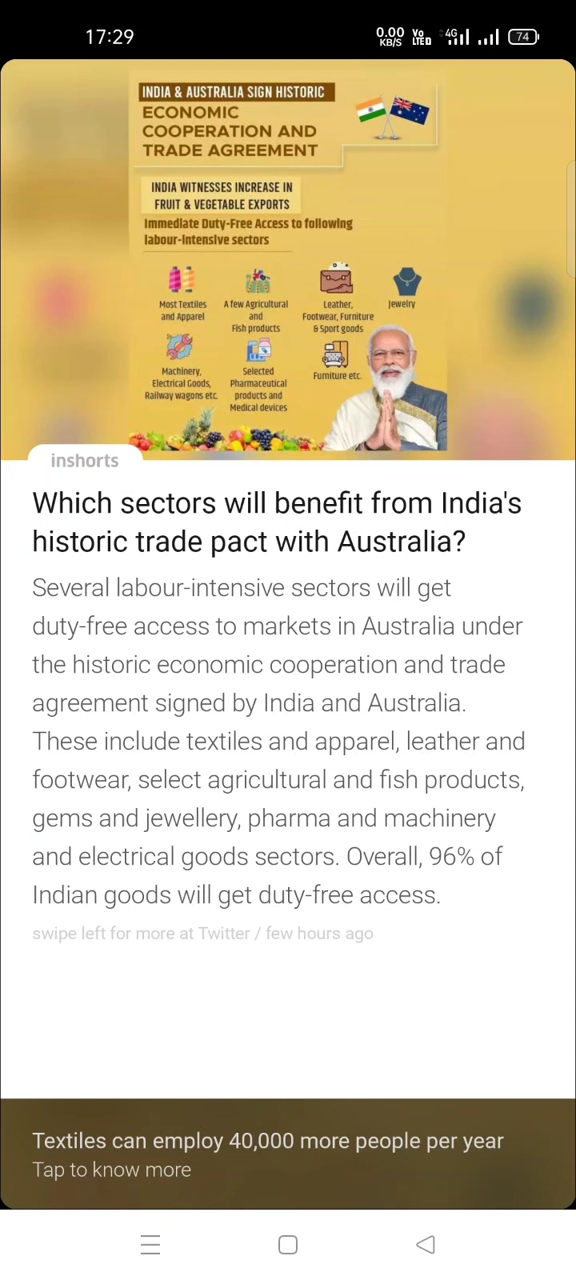 17:29
0.00 KB/S
Vo LTED
4G
74
INDIA & AUSTRALIA SIGN HISTORIC
ECONOMIC
COOPERATION AND
TRADE AGREEMENT
INDIA WITNESSES INCREASE IN
FRUIT & VEGETABLE EXPORTS
Immediate Duty-Free Access to following
labour-intensive sectors
Most Textiles
and Apparel
A few Agricultural
and
Fish products
Leather,
Footwear, Furniture
& Sport goods
Jewelry
Machinery,
Electrical Goods,
Railway wagons etc.
Selected
Pharmaceutical
products and
Medical devices
Furniture etc.
inshorts
Which sectors will benefit from India's
historic trade pact with Australia?
Several labour-intensive sectors will get
duty-free access to markets in Australia under
the historic economic cooperation and trade
agreement signed by India and Australia.
These include textiles and apparel, leather and
footwear, select agricultural and fish products,
gems and jewellery, pharma and machinery
and electrical goods sectors. Overall, 96% of
Indian goods will get duty-free access.
swipe left for more at Twitter / few hours ago
Textiles can employ 40,000 more people per year
Tap to know more